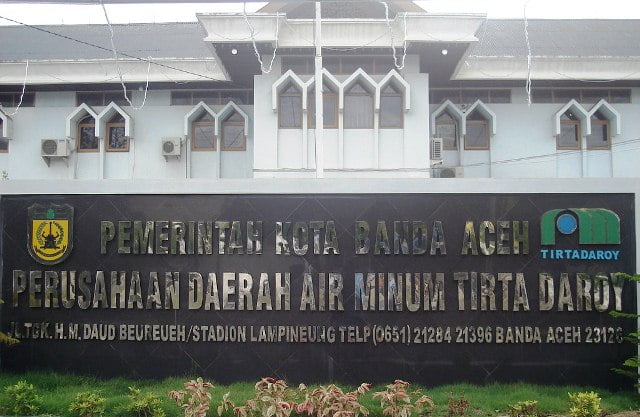 PEMERINTAH KOTA BANDA ACEH
TIRTADAROY
PERUSAHAAN DAERAH AIR MINUM TIRTA DAROY
JL. TGK. H. M. DAUD BEUREUEH/STADION LAMPINEUNG TELP (0651) 21284 21396 BANDA ACEH 23126